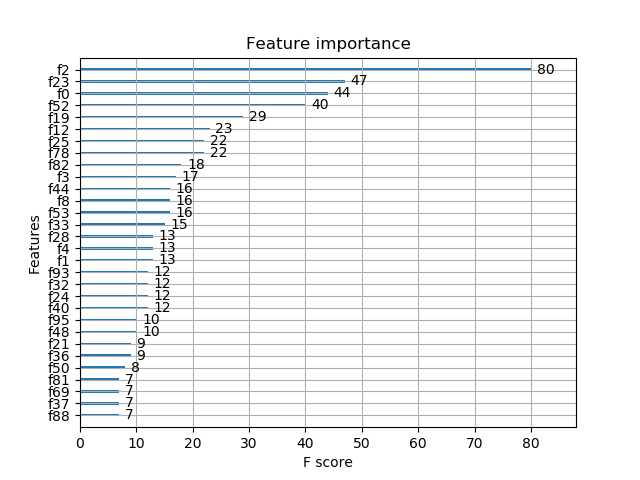 Feature importance
f2 80
f23 47
f0 44
f52 40
f19 29
f12 23
f25 22
f78 22
f82 18
f3 17
f44 16
f8 16
f53 16
f33 15
f28 13
f4 13
f1 13
f93 12
f32 12
f24 12
f40 12
f95 10
f48 10
f21 9
f36 9
f50 8
f81 7
f69 7
f37 7
f88 7
Features
0 10 20 30 40 50 60 70 80
F score